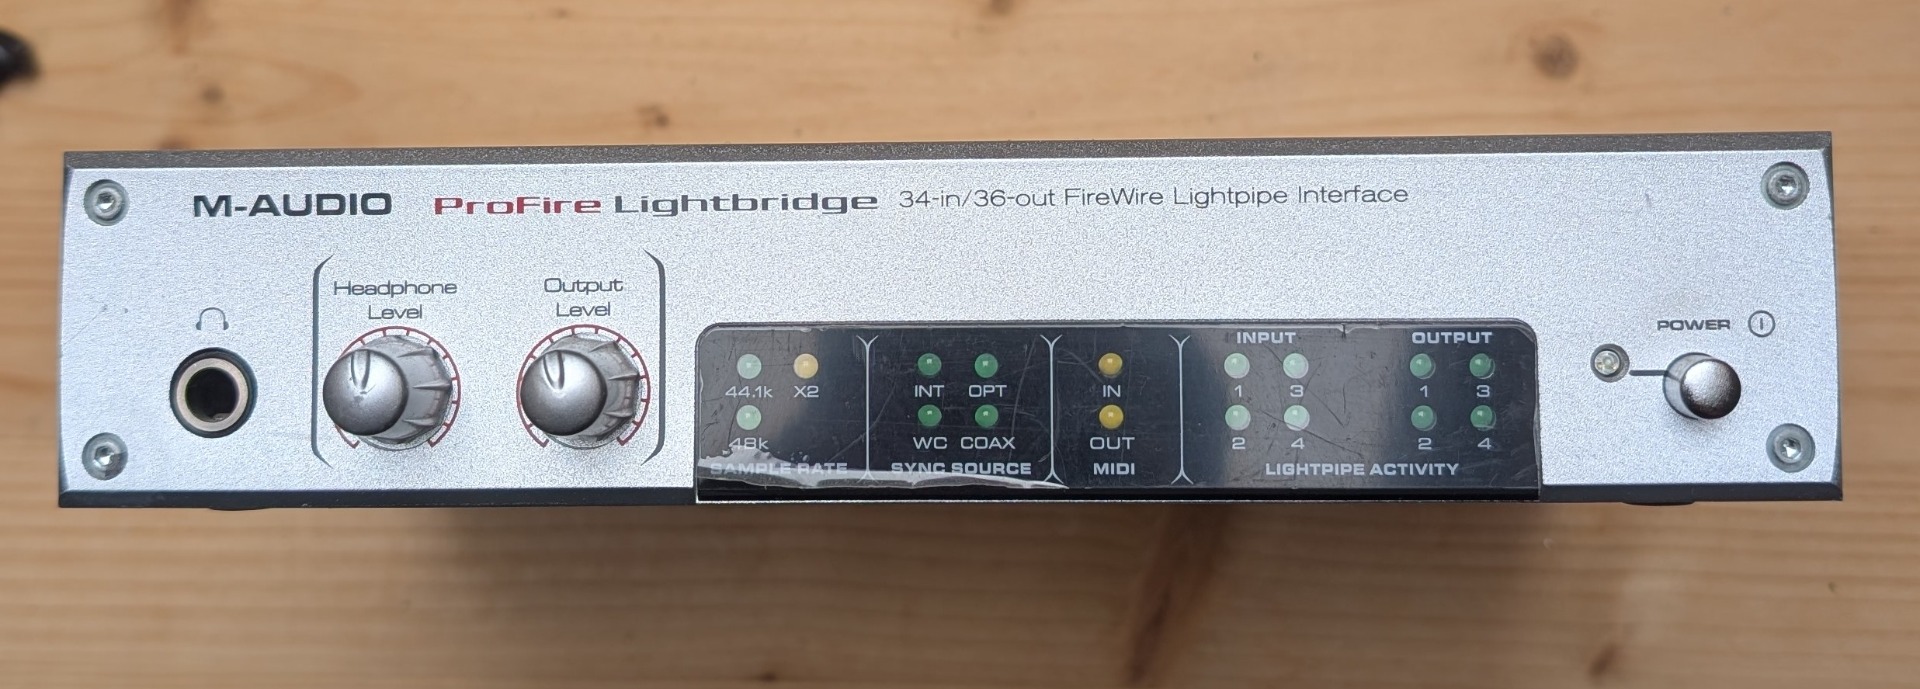 M-AUDIO ProFire Lightbridge 34-in/36-out FireWire Lightpipe Interface
Headphone Level
Output Level
POWER
INPUT OUTPUT
44.1k X2 INT OPT IN 1 3 1 3
48k WC COAX OUT 2 4 2 4
SAMPLE RATE SYNC SOURCE MIDI LIGHTPIPE ACTIVITY